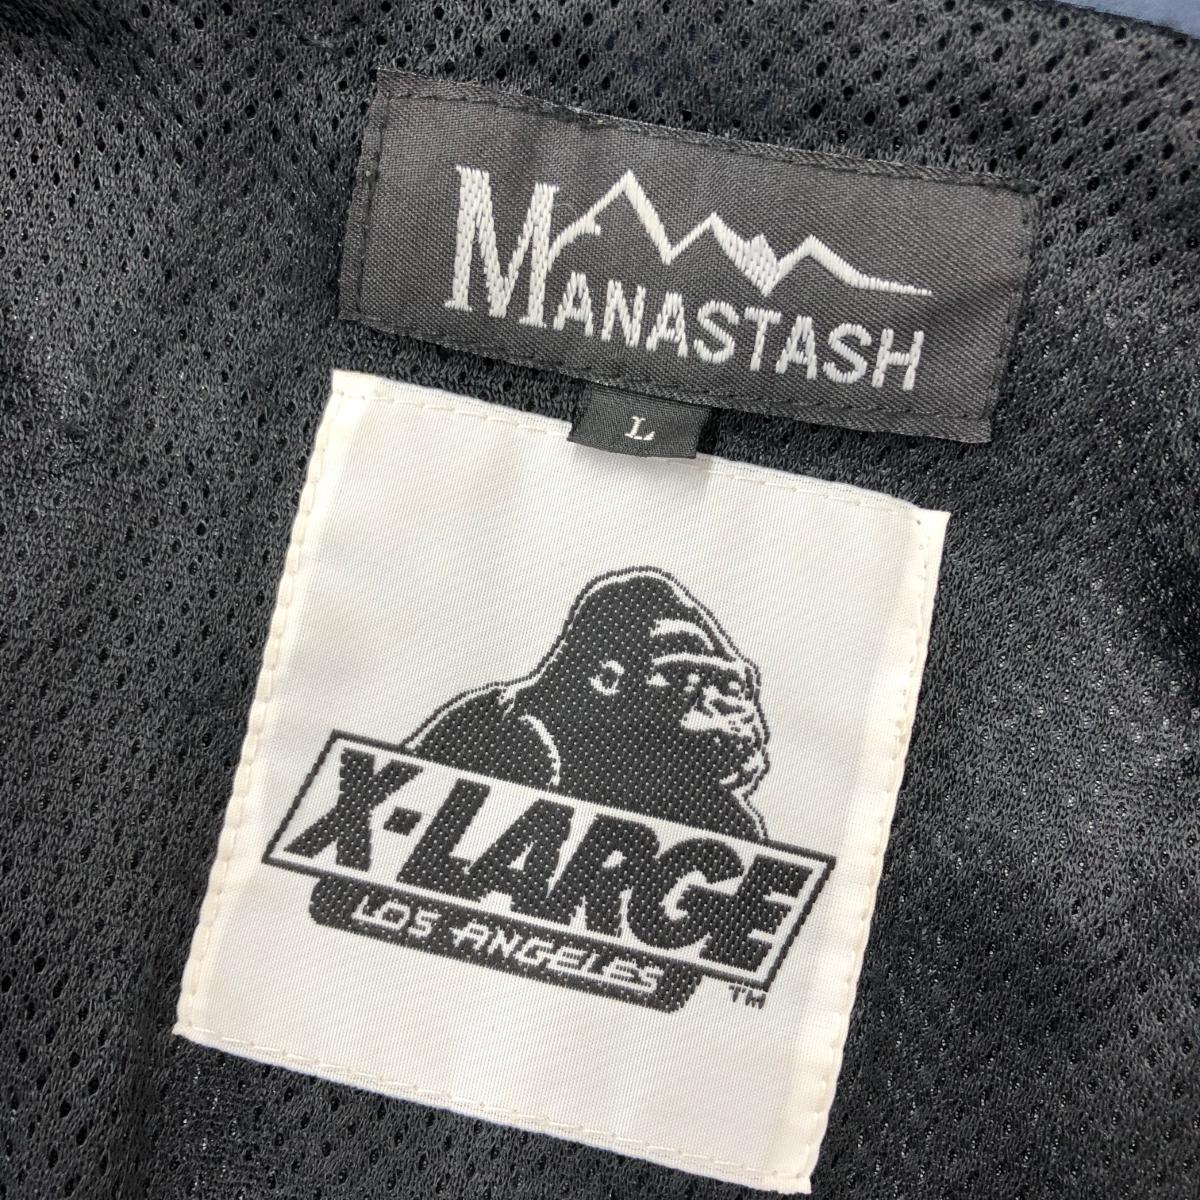 MANASTASH
L
X-LARGE
LOS ANGELES
TM